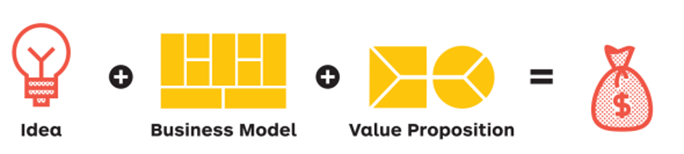 + + = $
Idea Business Model Value Proposition